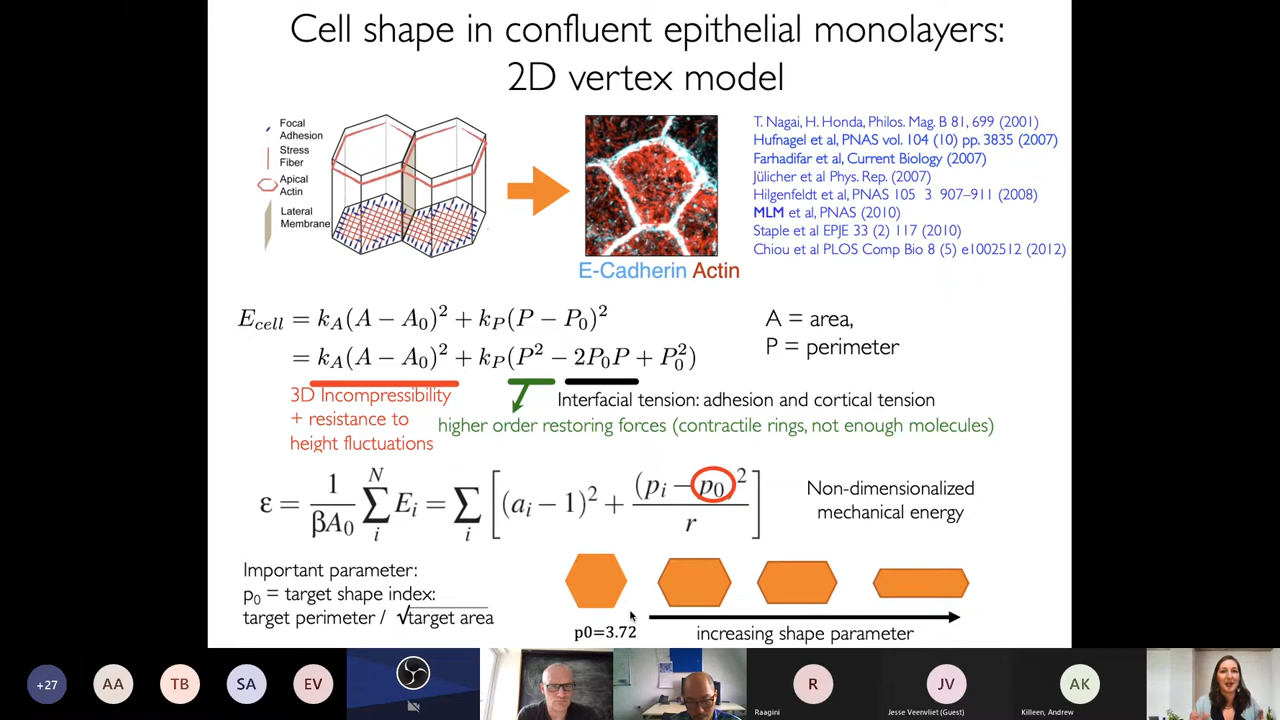 Cell shape in confluent epithelial monolayers:
2D vertex model
Focal
Adhesion
Stress
Fiber
Apical
Actin
Lateral
Membrane
E-Cadherin Actin
T. Nagai, H. Honda, Philos. Mag. B 81, 699 (2001)
Hufnagel et al, PNAS vol. 104 (10) pp. 3835 (2007)
Farhadifar et al, Current Biology (2007)
Jülicher et al Phys. Rep. (2007)
Hilgenfeldt et al, PNAS 105 3 907–911 (2008)
MLM et al, PNAS (2010)
Staple et al EPJE 33 (2) 117 (2010)
Chiou et al PLOS Comp Bio 8 (5) e1002512 (2012)
E_cell = k_A(A − A_0)^2 + k_P(P − P_0)^2
= k_A(A − A_0)^2 + k_P(P^2 − 2P_0P + P_0^2)
A = area,
P = perimeter
3D Incompressibility
+ resistance to
height fluctuations
Interfacial tension: adhesion and cortical tension
higher order restoring forces (contractile rings, not enough molecules)
ε = 1/(βA_0) ∑_i^N E_i = ∑_i [(a_i − 1)^2 + (p_i − p_0)^2 / r]
Non-dimensionalized
mechanical energy
Important parameter:
p_0 = target shape index:
target perimeter / √target area
p0=3.72
increasing shape parameter
+27
AA
TB
SA
EV
R
Raagini
JV
Jesse Veenvliet (Guest)
AK
Killeen, Andrew